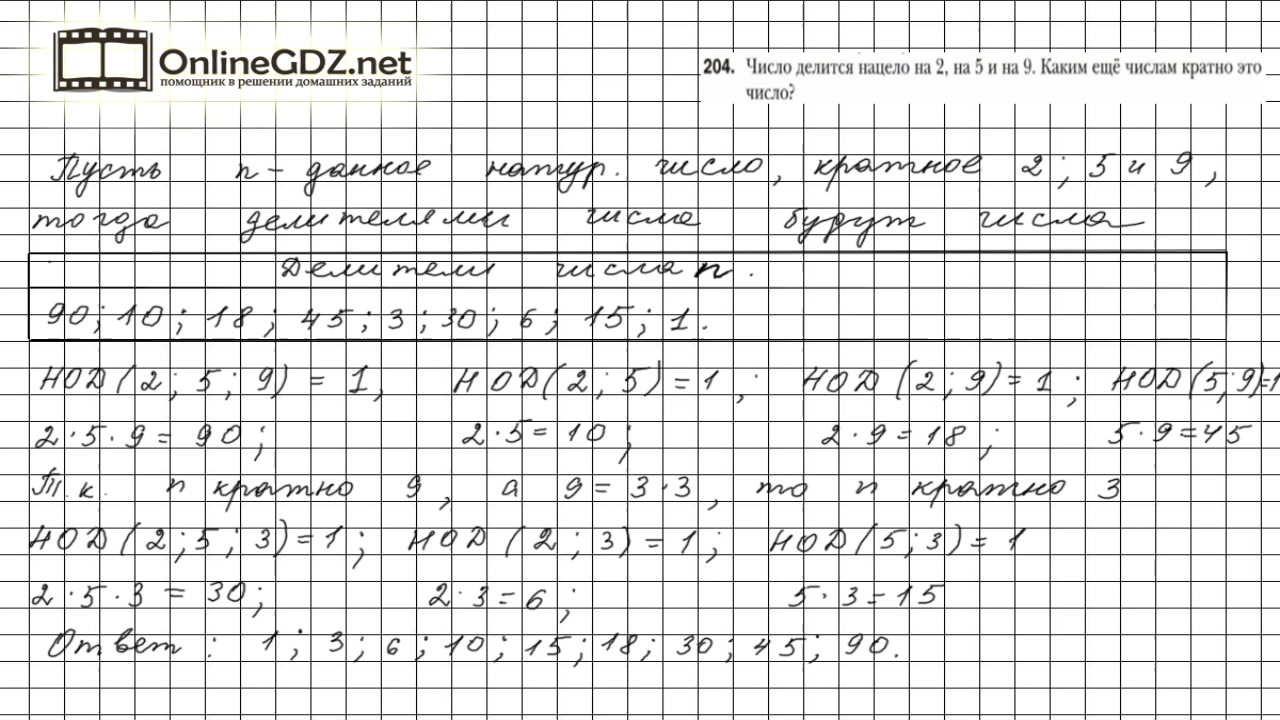 OnlineGDZ.net
помощник в решении домашних заданий
204. Число делится нацело на 2, на 5 и на 9. Каким ещё числам кратно это
число?
Пусть n - данное натур. число, кратное 2; 5 и 9,
тогда делителями числа будут числа
Делители числа n.
90; 10; 18; 45; 3; 30; 6; 15; 1.
НОД(2; 5; 9) = 1, НОД(2; 5) = 1; НОД(2; 9) = 1; НОД(5; 9)=1
2·5·9 = 90; 2·5 = 10; 2·9 = 18; 5·9 = 45
Т.к. n кратно 9, а 9 = 3·3, то n кратно 3
НОД(2; 5; 3) = 1; НОД(2; 3) = 1; НОД(5; 3) = 1
2·5·3 = 30; 2·3 = 6; 5·3 = 15
Ответ: 1; 3; 6; 10; 15; 18; 30; 45; 90.